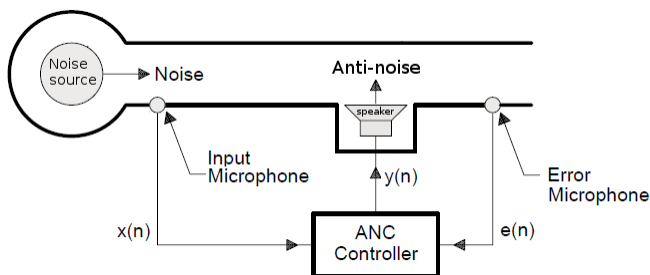 Noise
source
Noise
Anti-noise
speaker
Input
Microphone
y(n)
Error
Microphone
x(n)
ANC
Controller
e(n)